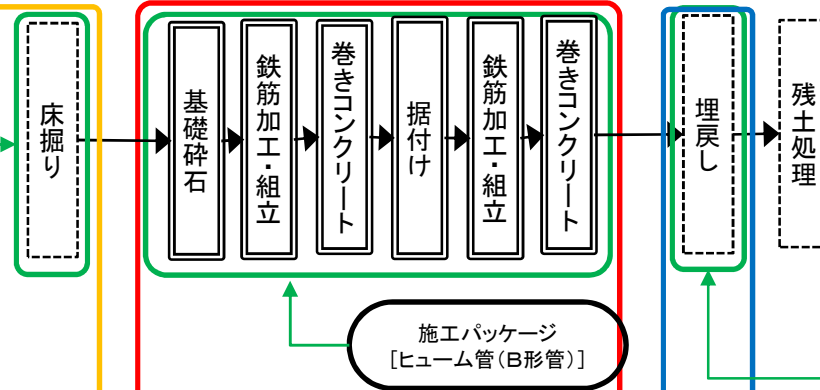 床掘り
基礎砕石
鉄筋加工・組立
巻きコンクリート
据付け
鉄筋加工・組立
巻きコンクリート
埋戻し
残土処理
施工パッケージ
[ヒューム管(B形管)]